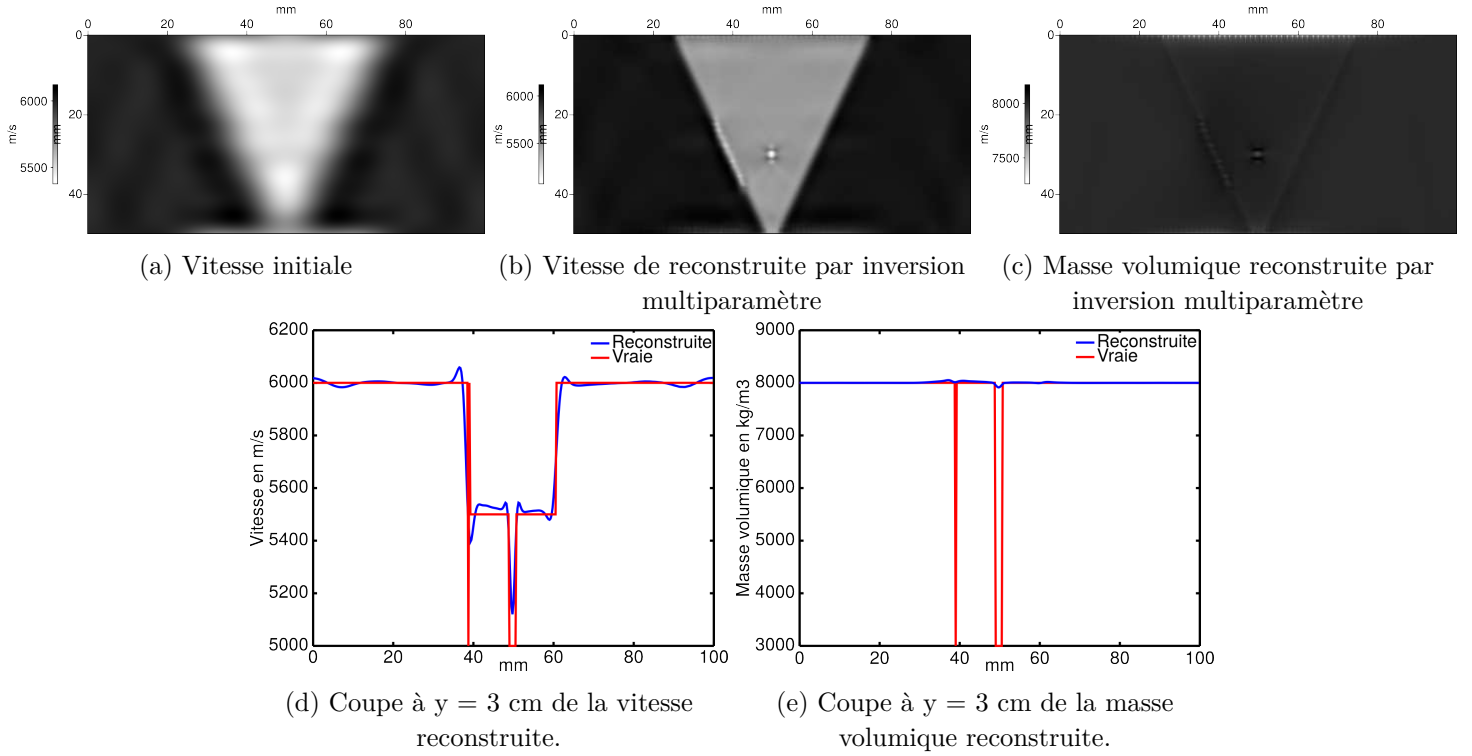 mm
0 20 40 60 80
0
20
40
6000
5500
m/s
mm
(a) Vitesse initiale
mm
0 20 40 60 80
0
20
40
6000
5500
m/s
mm
(b) Vitesse de reconstruite par inversion
multiparamètre
mm
0 20 40 60 80
0
20
40
8000
7500
m/s
mm
(c) Masse volumique reconstruite par
inversion multiparamètre
6200
6000
5800
5600
5400
5200
5000
Vitesse en m/s
Reconstruite
Vraie
0 20 40 60 80 100
mm
(d) Coupe à y = 3 cm de la vitesse
reconstruite.
9000
8000
7000
6000
5000
4000
3000
Masse volumique en kg/m3
Reconstruite
Vraie
0 20 40 60 80 100
mm
(e) Coupe à y = 3 cm de la masse
volumique reconstruite.